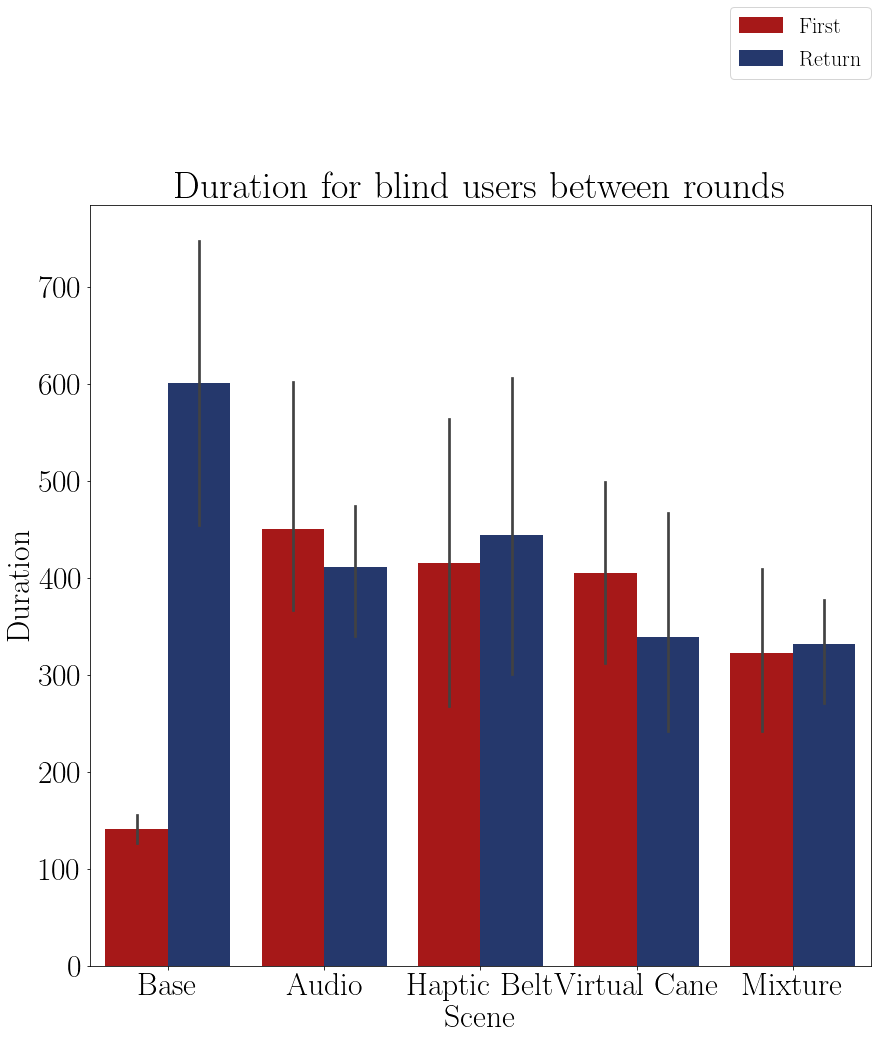 First
Return
Duration for blind users between rounds
700
600
500
400
300
200
100
0
Duration
Base Audio Haptic Belt Virtual Cane Mixture
Scene